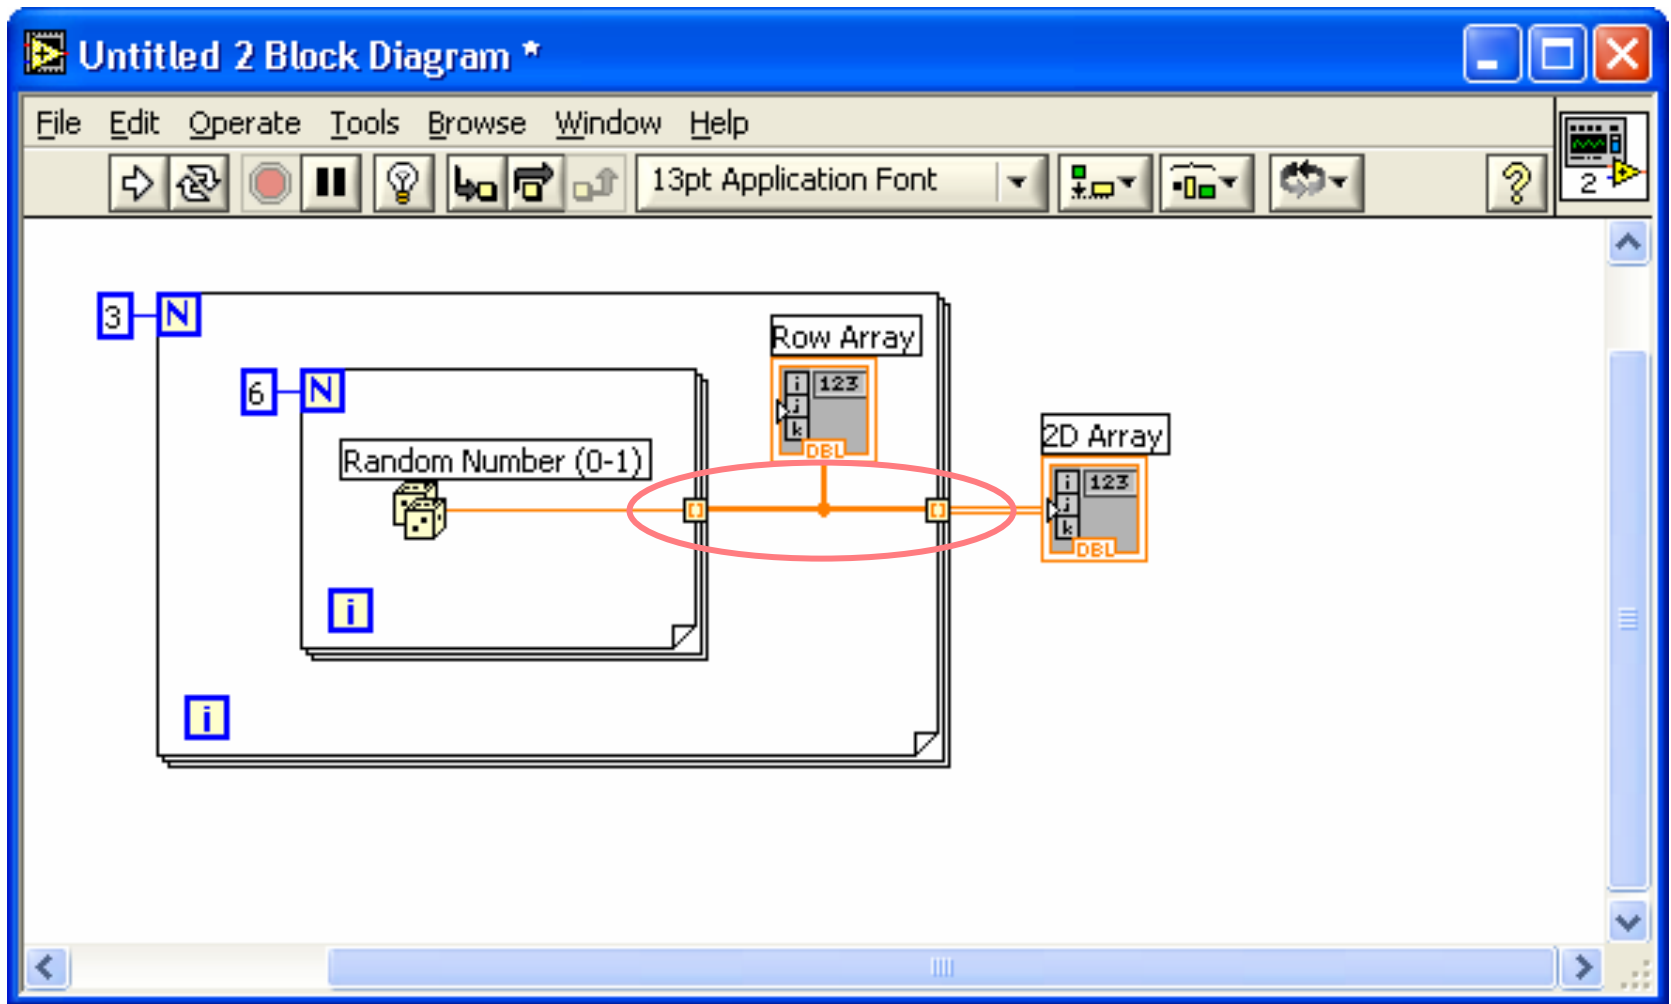 Untitled 2 Block Diagram *
File Edit Operate Tools Browse Window Help
13pt Application Font
?
2
3 N
Row Array
6 N
i 123
j
k
DBL
2D Array
Random Number (0-1)
i 123
j
k
DBL
i
i